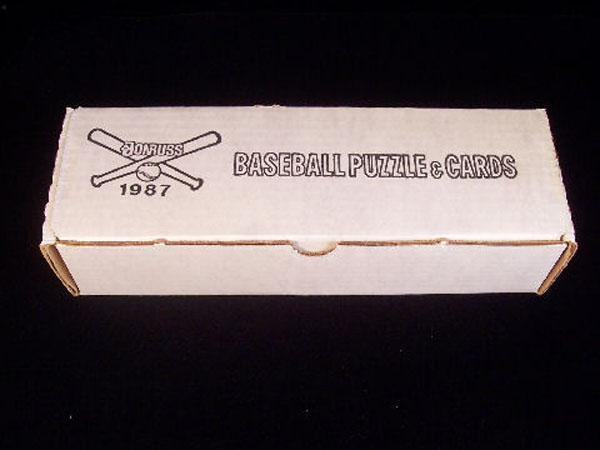 DONRUSS
1987
BASEBALL PUZZLE & CARDS